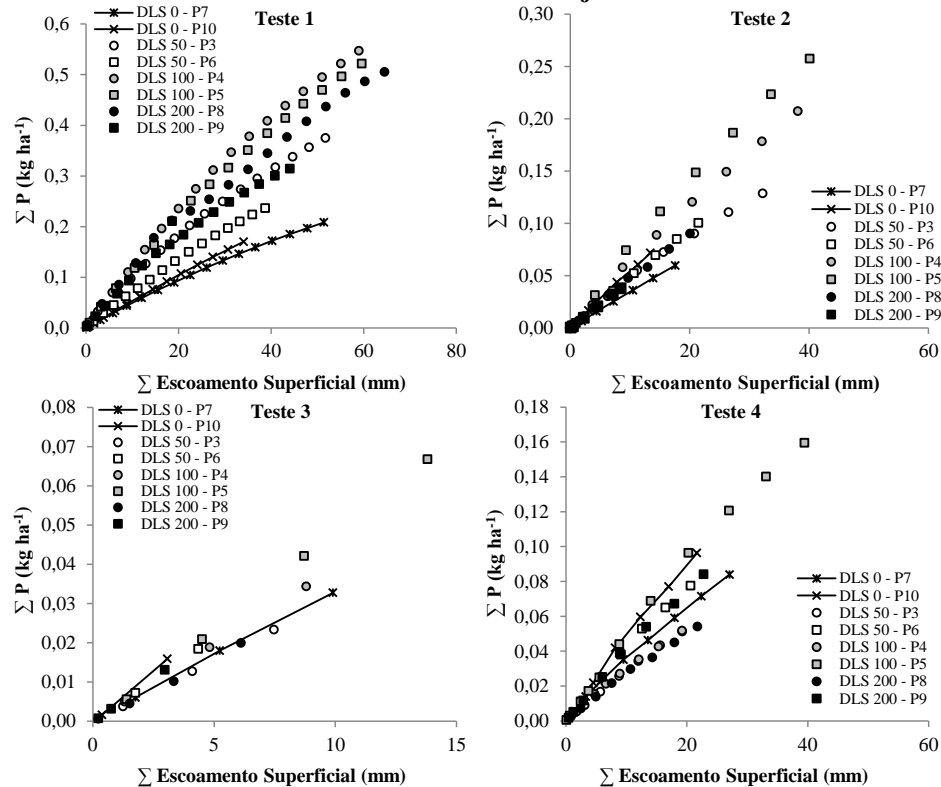 Teste 1
∑ P (kg ha⁻¹)
0,6
0,5
0,4
0,3
0,2
0,1
0,0
DLS 0 - P7
DLS 0 - P10
DLS 50 - P3
DLS 50 - P6
DLS 100 - P4
DLS 100 - P5
DLS 200 - P8
DLS 200 - P9
0 20 40 60 80
∑ Escoamento Superficial (mm)
Teste 2
∑ P (kg ha⁻¹)
0,30
0,25
0,20
0,15
0,10
0,05
0,00
DLS 0 - P7
DLS 0 - P10
DLS 50 - P3
DLS 50 - P6
DLS 100 - P4
DLS 100 - P5
DLS 200 - P8
DLS 200 - P9
0 20 40 60
∑ Escoamento Superficial (mm)
Teste 3
∑ P (kg ha⁻¹)
0,08
0,07
0,06
0,05
0,04
0,03
0,02
0,01
0,00
DLS 0 - P7
DLS 0 - P10
DLS 50 - P3
DLS 50 - P6
DLS 100 - P4
DLS 100 - P5
DLS 200 - P8
DLS 200 - P9
0 5 10 15
∑ Escoamento Superficial (mm)
Teste 4
∑ P (kg ha⁻¹)
0,18
0,16
0,14
0,12
0,10
0,08
0,06
0,04
0,02
0,00
DLS 0 - P7
DLS 0 - P10
DLS 50 - P3
DLS 50 - P6
DLS 100 - P4
DLS 100 - P5
DLS 200 - P8
DLS 200 - P9
0 20 40 60
∑ Escoamento Superficial (mm)